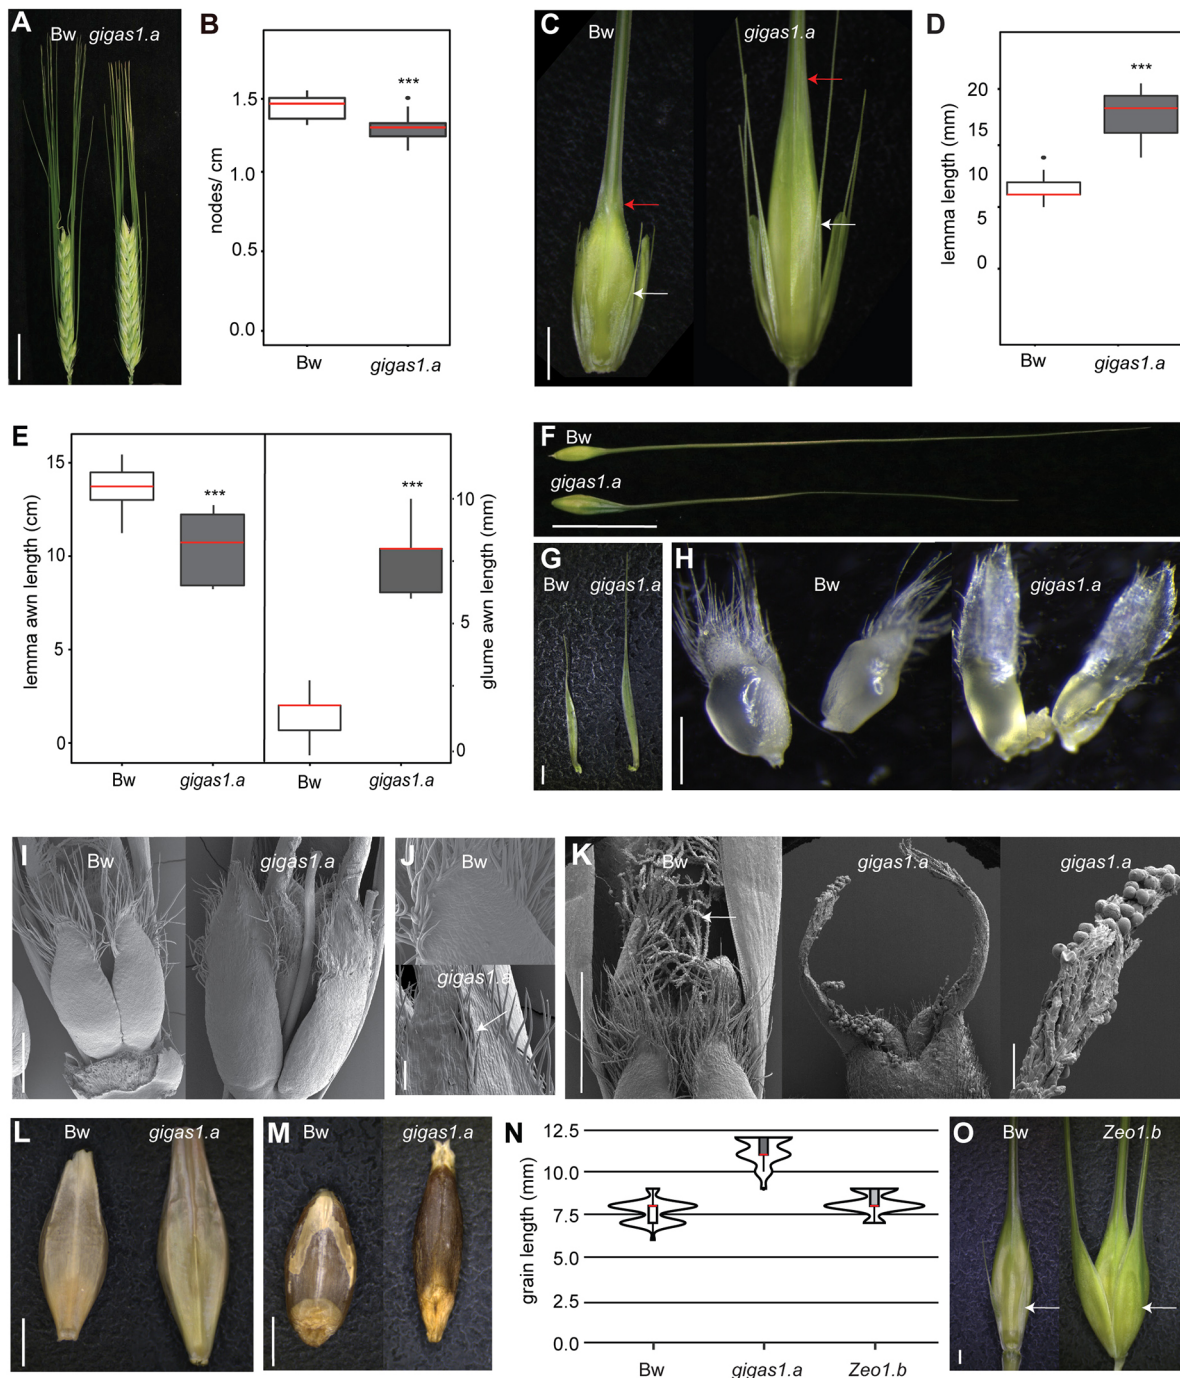 A
Bw gigas1.a
B
nodes/ cm
1.5
1.0
0.5
0.0
***
Bw
gigas1.a
C
Bw
gigas1.a
D
lemma length (mm)
20
15
10
5
0
***
Bw
gigas1.a
E
lemma awn length (cm)
15
10
5
0
***
***
10
5
0
glume awn length (mm)
Bw
gigas1.a
Bw
gigas1.a
F
Bw
gigas1.a
G
Bw
gigas1.a
H
Bw
gigas1.a
I
Bw
gigas1.a
J
Bw
gigas1.a
K
Bw
gigas1.a
gigas1.a
L
Bw
gigas1.a
M
Bw
gigas1.a
N
grain length (mm)
12.5
10.0
7.5
5.0
2.5
0.0
Bw
gigas1.a
Zeo1.b
O
Bw
Zeo1.b